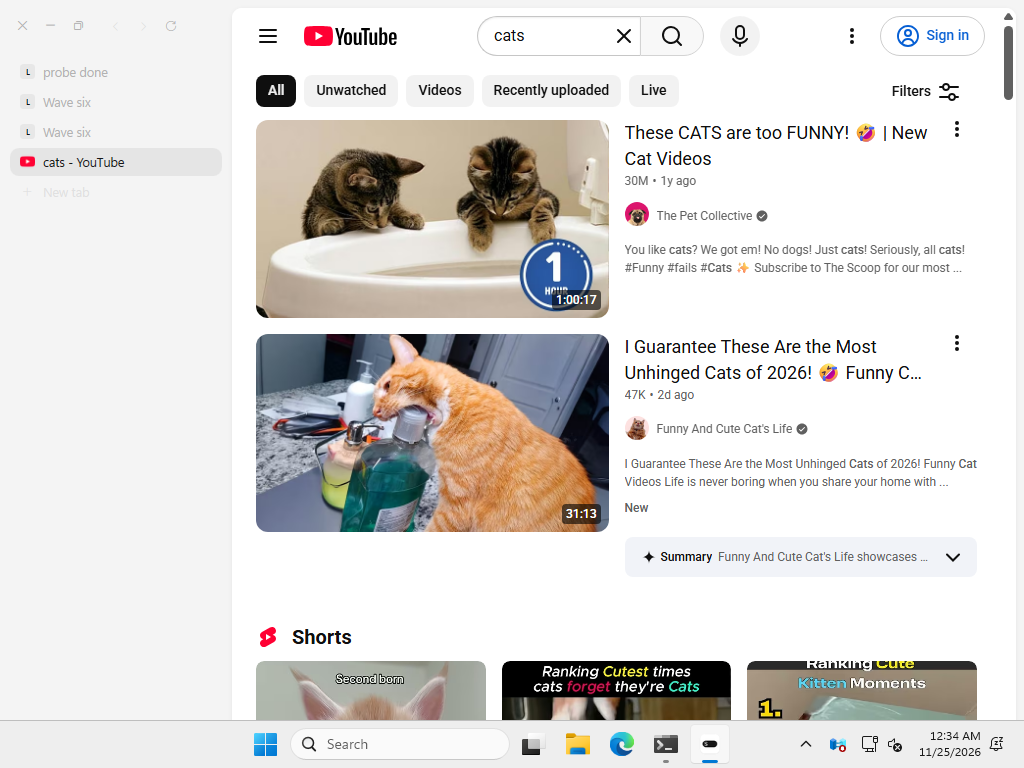 probe done
Wave six
Wave six
cats - YouTube
New tab
YouTube
cats
Sign in
All
Unwatched
Videos
Recently uploaded
Live
Filters
1
HOUR
1:00:17
These CATS are too FUNNY! 🤣 | New
Cat Videos
30M • 1y ago
The Pet Collective
You like cats? We got em! No dogs! Just cats! Seriously, all cats!
#Funny #fails #Cats ✨ Subscribe to The Scoop for our most ...
31:13
I Guarantee These Are the Most
Unhinged Cats of 2026! 🤣 Funny C...
47K • 2d ago
Funny And Cute Cat's Life
I Guarantee These Are the Most Unhinged Cats of 2026! Funny Cat
Videos Life is never boring when you share your home with ...
New
Summary Funny And Cute Cat's Life showcases ...
Shorts
Second born
Ranking Cutest times
cats forget they're Cats
Ranking Cute
Kitten Moments
1.
Search
12:34 AM
11/25/2026